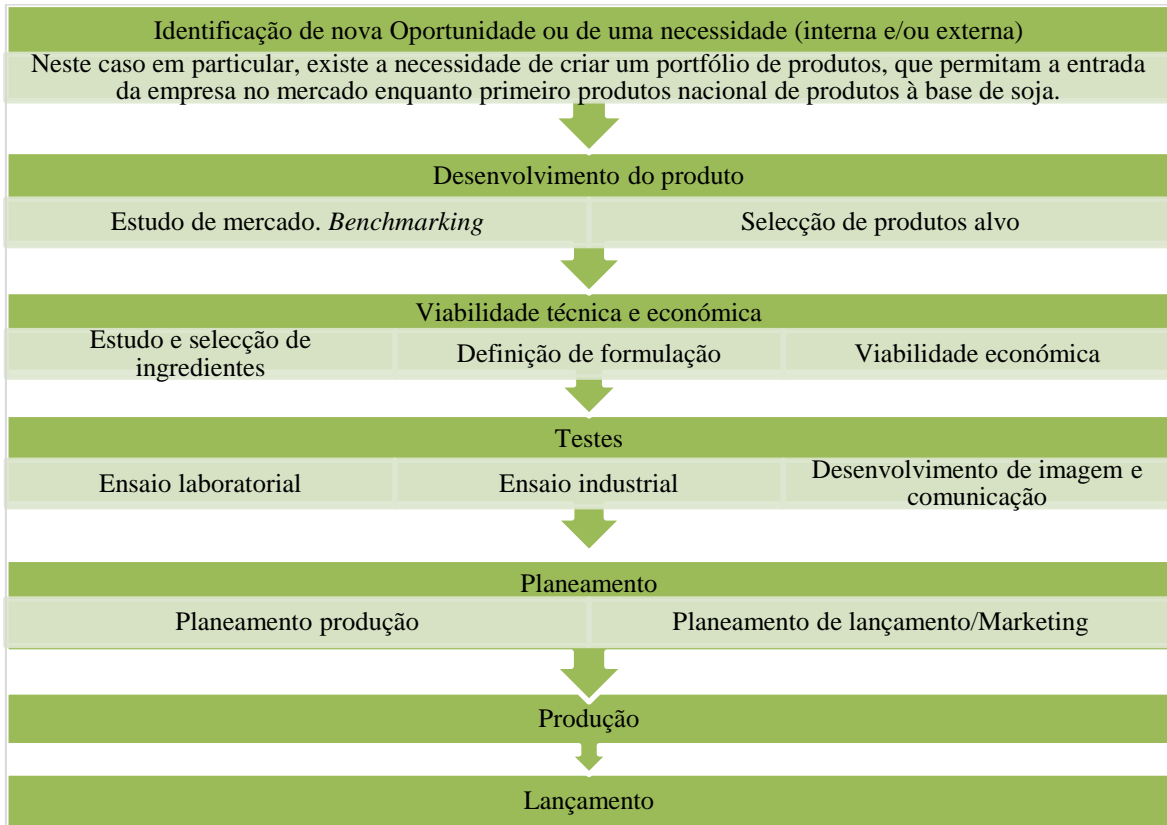 Identificação de nova Oportunidade ou de uma necessidade (interna e/ou externa)
Neste caso em particular, existe a necessidade de criar um portfólio de produtos, que permitam a entrada
da empresa no mercado enquanto primeiro produtos nacional de produtos à base de soja.
Desenvolvimento do produto
Estudo de mercado. Benchmarking
Selecção de produtos alvo
Viabilidade técnica e económica
Estudo e selecção de
ingredientes
Definição de formulação
Viabilidade económica
Testes
Ensaio laboratorial
Ensaio industrial
Desenvolvimento de imagem e
comunicação
Planeamento
Planeamento produção
Planeamento de lançamento/Marketing
Produção
Lançamento